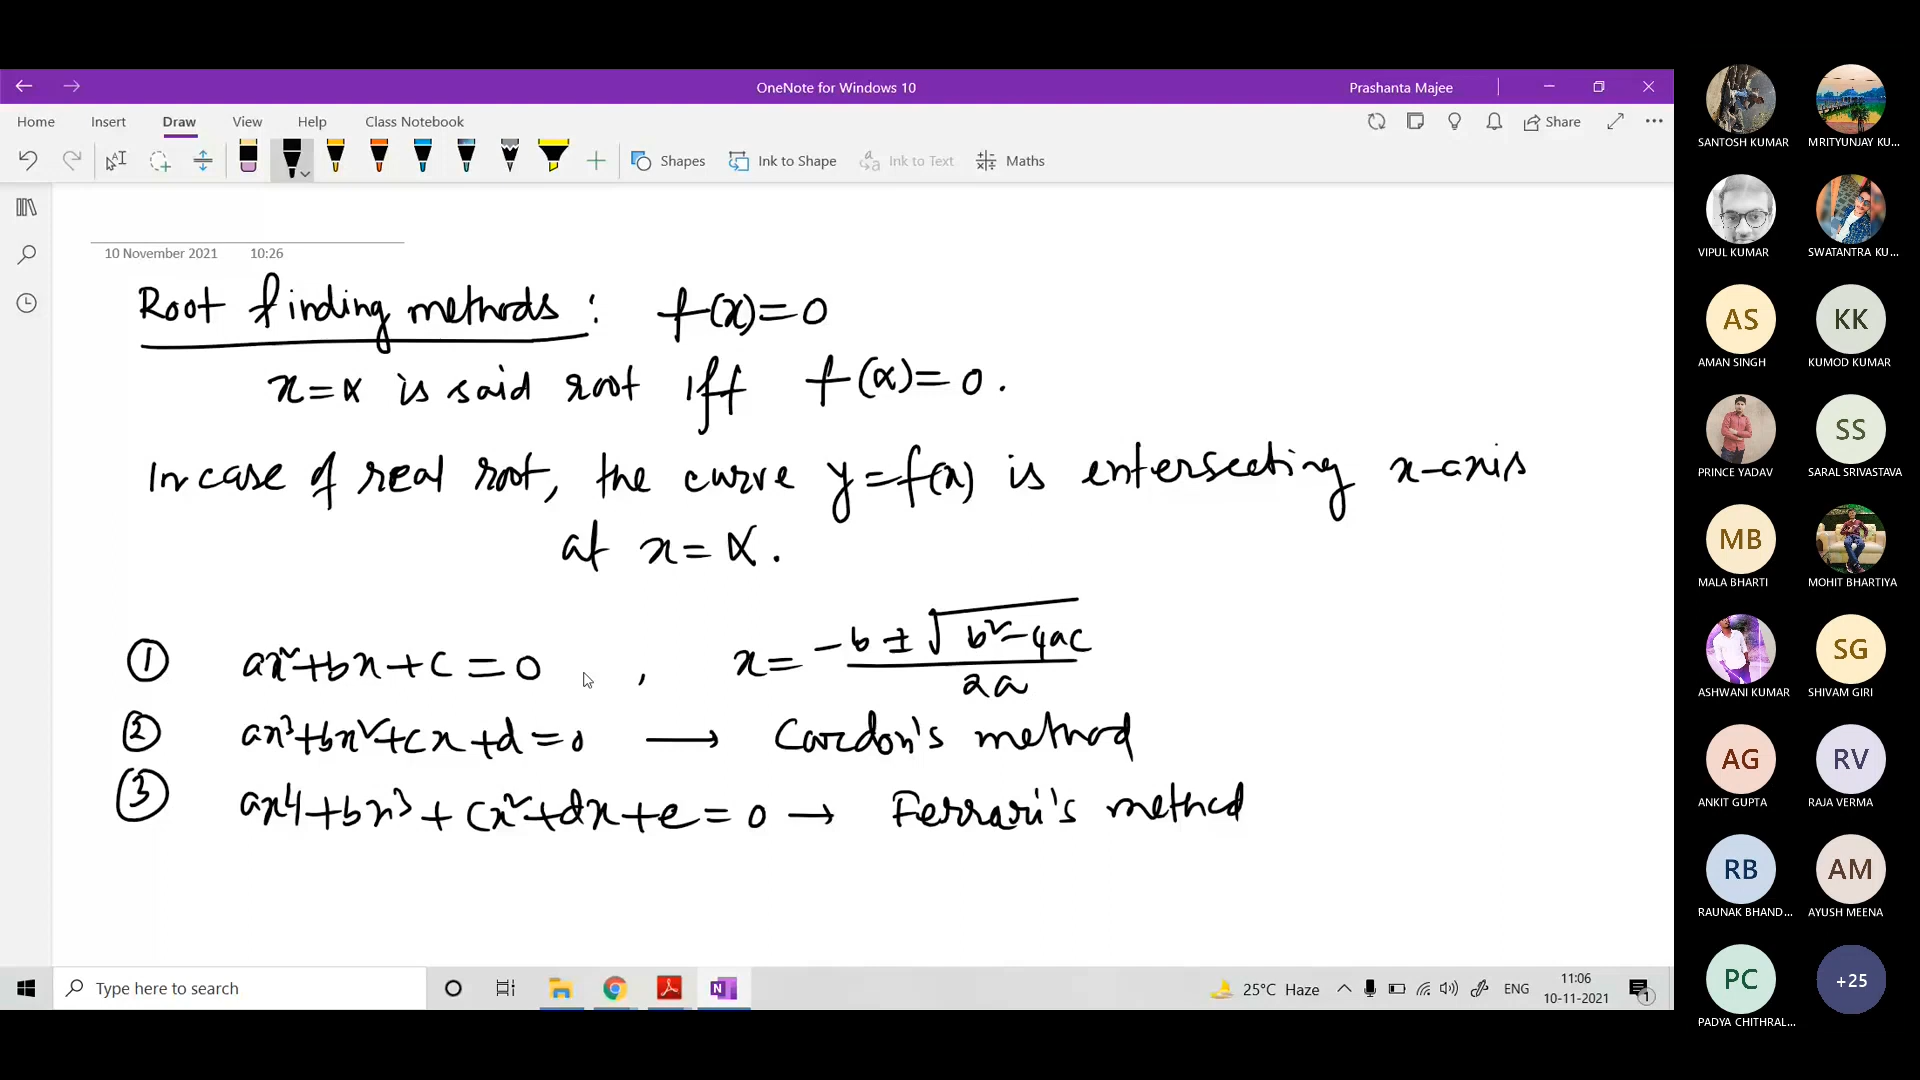 OneNote for Windows 10
Prashanta Majee
Home Insert Draw View Help Class Notebook
Share
Shapes Ink to Shape Ink to Text Maths
10 November 2021 10:26
Root finding methods : f(x)=0
x=α is said root iff f(α)=0.
In case of real root, the curve y=f(x) is entersecting x-axis
at x=α.
① ax²+bx+c=0 , x= -b ± √b²-4ac / 2a
② ax³+bx²+cx+d=0 → Cardon's method
③ ax4+bx³+cx²+dx+e=0 → Ferrari's method
Type here to search
N
25°C Haze
ENG
11:06
10-11-2021
1
SANTOSH KUMAR
MRITYUNJAY KU...
VIPUL KUMAR
SWATANTRA KU...
AS
KK
AMAN SINGH
KUMOD KUMAR
SS
PRINCE YADAV
SARAL SRIVASTAVA
MB
MALA BHARTI
MOHIT BHARTIYA
SG
ASHWANI KUMAR
SHIVAM GIRI
AG
RV
ANKIT GUPTA
RAJA VERMA
RB
AM
RAUNAK BHAND...
AYUSH MEENA
PC
+25
PADYA CHITHRAL...